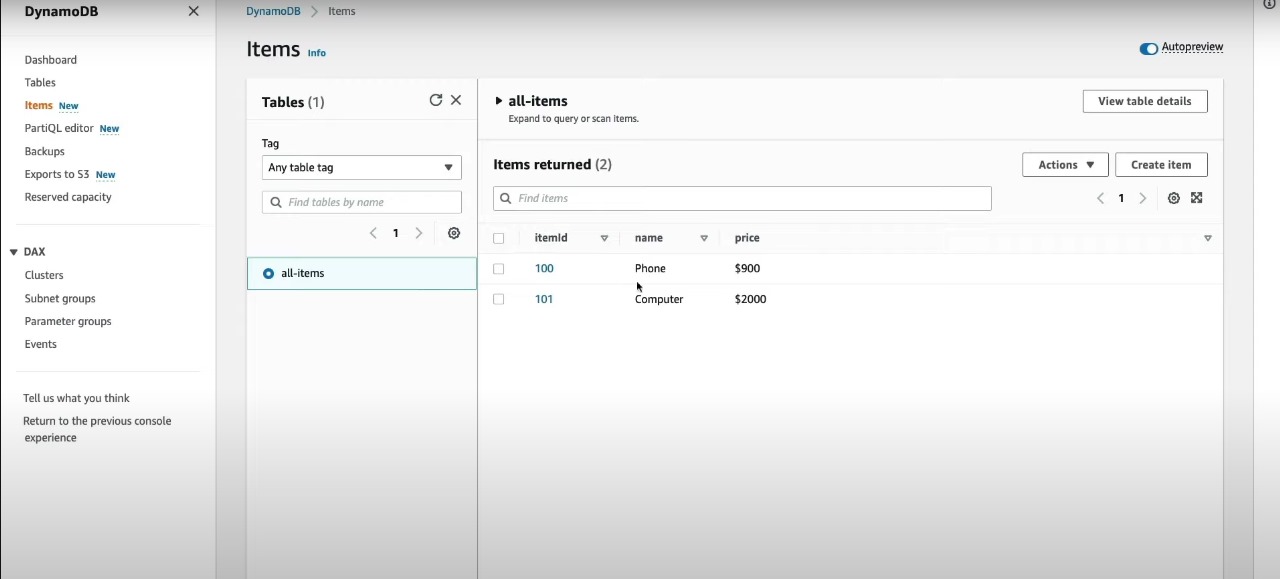 DynamoDB
Dashboard
Tables
Items New
PartiQL editor New
Backups
Exports to S3 New
Reserved capacity
DAX
Clusters
Subnet groups
Parameter groups
Events
Tell us what you think
Return to the previous console
experience
DynamoDB > Items
Items Info
Autopreview
Tables (1)
Tag
Any table tag
Find tables by name
1
all-items
all-items
Expand to query or scan items.
View table details
Items returned (2)
Actions
Create item
Find items
1
itemId name price
100 Phone $900
101 Computer $2000